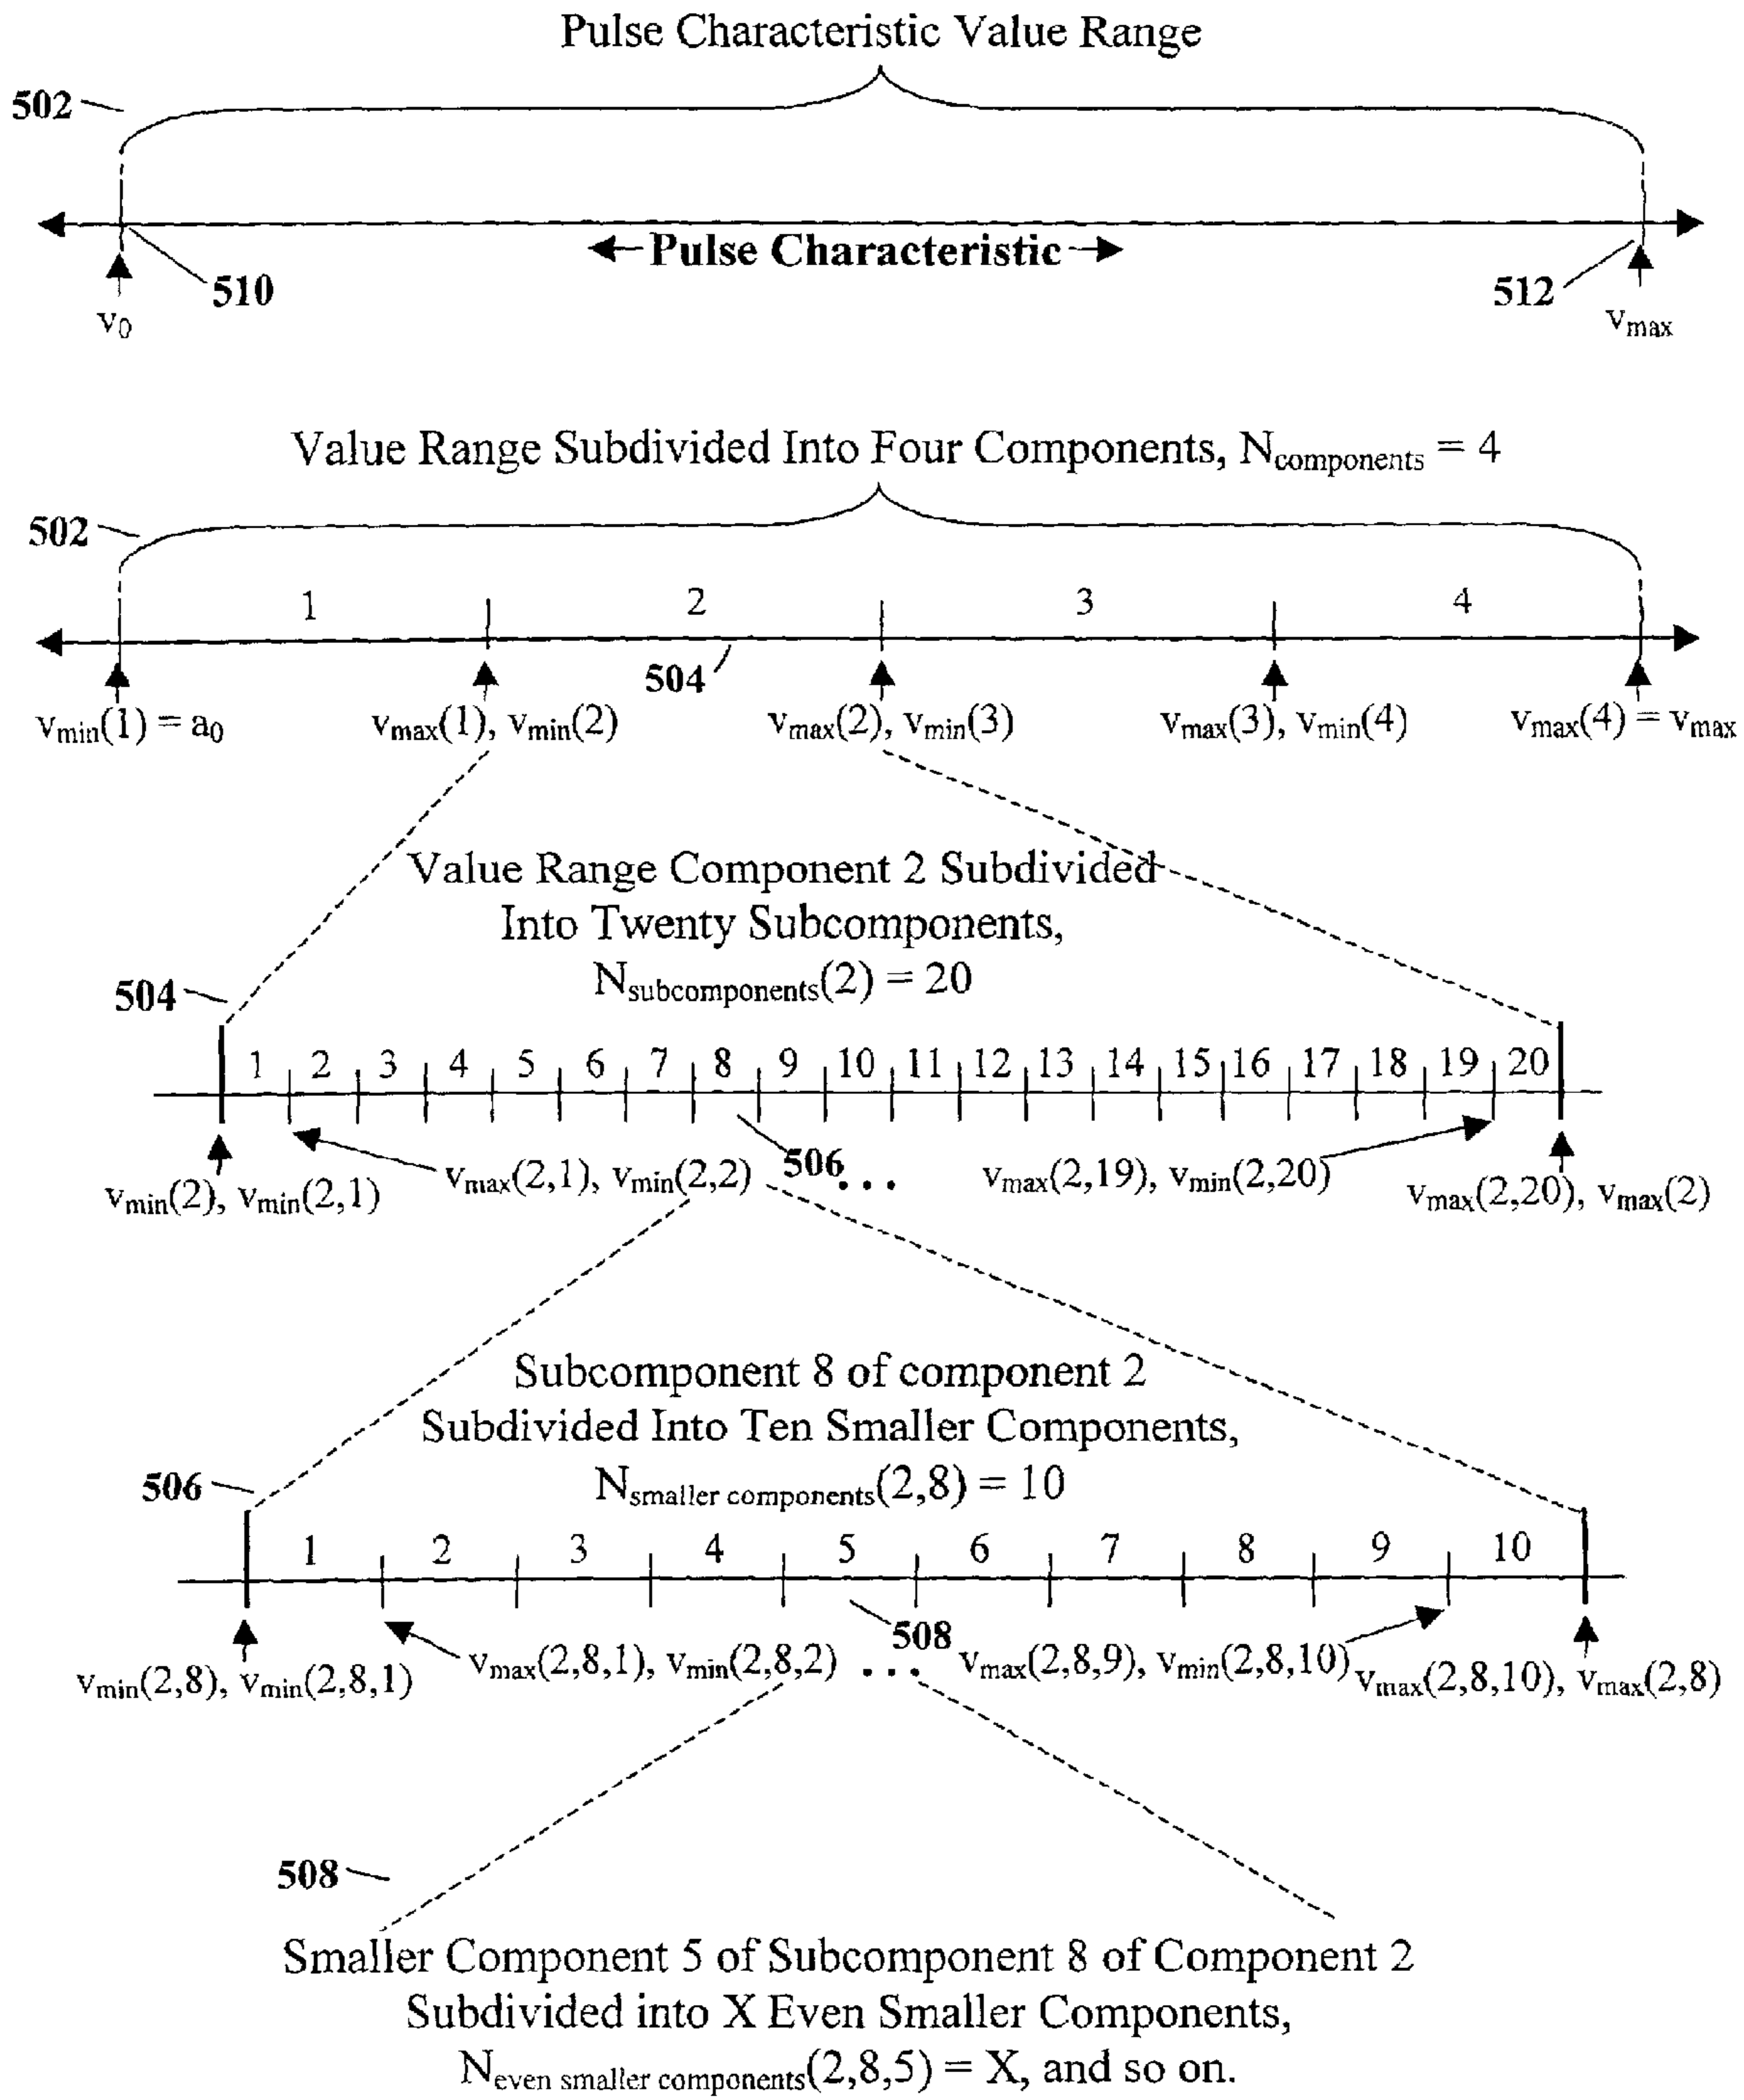 Pulse Characteristic Value Range
502
Pulse Characteristic
510
512
v0
vmax
Value Range Subdivided Into Four Components, Ncomponents = 4
502
1 2 3 4
504
vmin(1) = a0
vmax(1), vmin(2)
vmax(2), vmin(3)
vmax(3), vmin(4)
vmax(4) = vmax
Value Range Component 2 Subdivided
Into Twenty Subcomponents,
Nsubcomponents(2) = 20
504
1 2 3 4 5 6 7 8 9 10 11 12 13 14 15 16 17 18 19 20
506
vmin(2), vmin(2,1)
vmax(2,1), vmin(2,2)
...
vmax(2,19), vmin(2,20)
vmax(2,20), vmax(2)
Subcomponent 8 of component 2
Subdivided Into Ten Smaller Components,
Nsmaller components(2,8) = 10
506
1 2 3 4 5 6 7 8 9 10
508
vmin(2,8), vmin(2,8,1)
vmax(2,8,1), vmin(2,8,2)
...
vmax(2,8,9), vmin(2,8,10)
vmax(2,8,10), vmax(2,8)
508
Smaller Component 5 of Subcomponent 8 of Component 2
Subdivided into X Even Smaller Components,
Neven smaller components(2,8,5) = X, and so on.